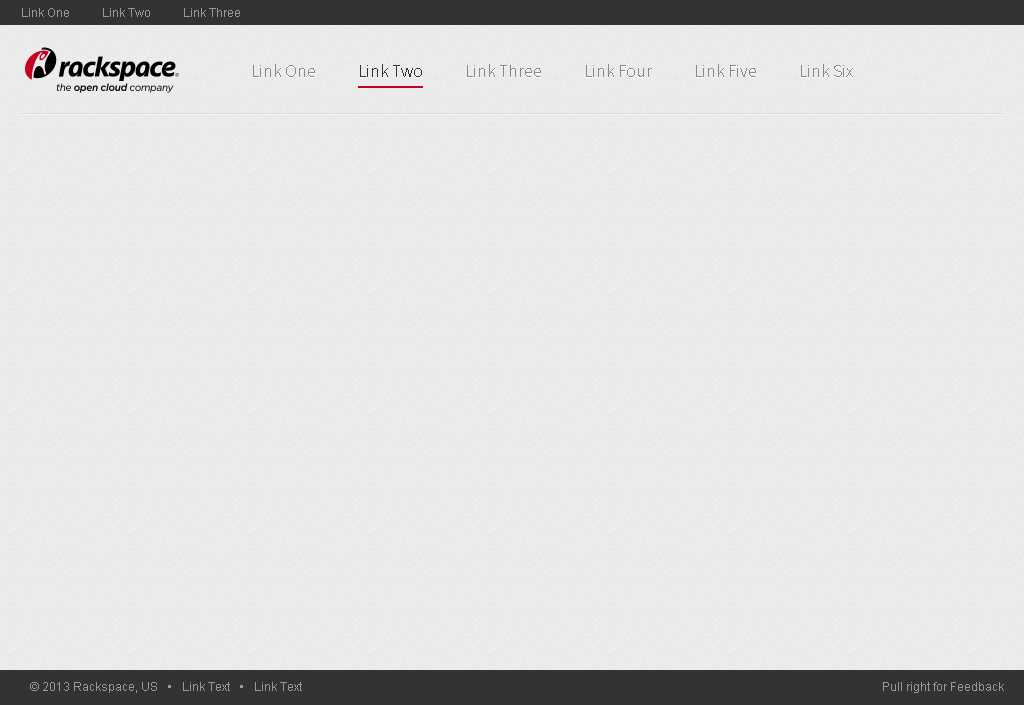 Link One Link Two Link Three
rackspace®
the open cloud company
Link One Link Two Link Three Link Four Link Five Link Six
© 2013 Rackspace, US • Link Text • Link Text Pull right for Feedback